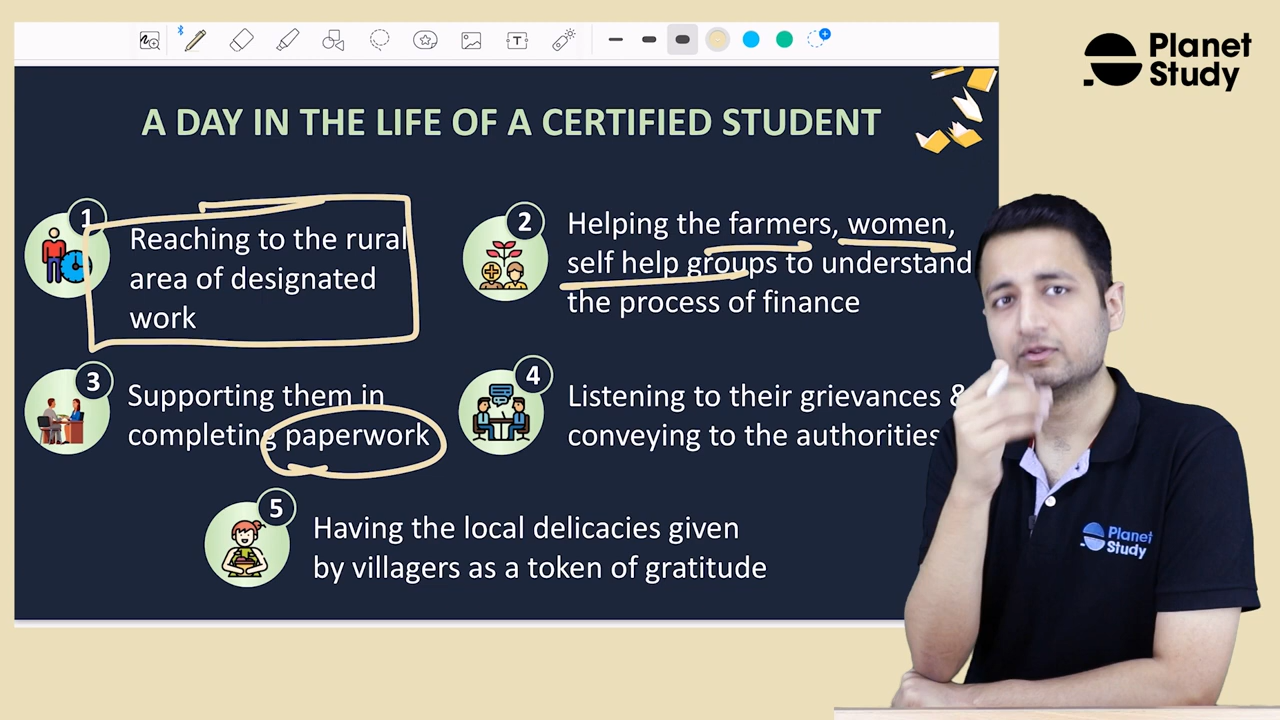 Planet
Study
A DAY IN THE LIFE OF A CERTIFIED STUDENT
1
Reaching to the rural
area of designated
work
2
Helping the farmers, women,
self help groups to understand
the process of finance
3
Supporting them in
completing paperwork
4
Listening to their grievances &
conveying to the authorities
5
Having the local delicacies given
by villagers as a token of gratitude
Planet
Study
T